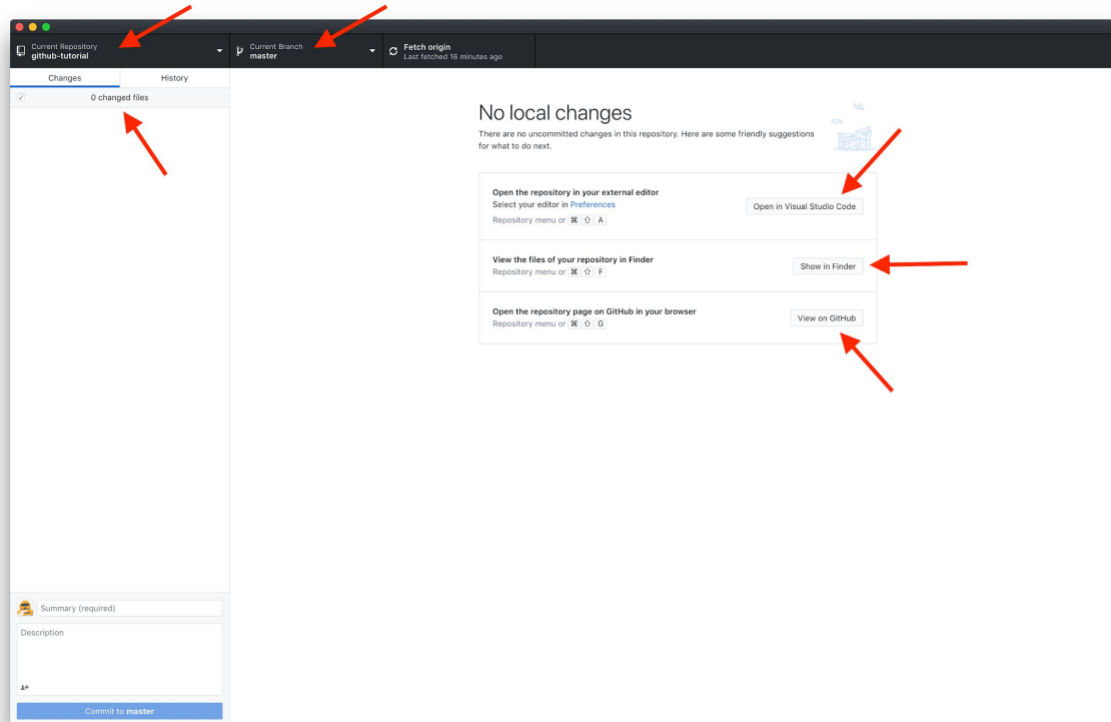 Current Repository
github-tutorial
Current Branch
master
Fetch origin
Last fetched 16 minutes ago
Changes
History
0 changed files
No local changes
There are no uncommitted changes in this repository. Here are some friendly suggestions
for what to do next.
Open the repository in your external editor
Select your editor in Preferences
Repository menu or ⌘ ⇧ A
Open in Visual Studio Code
View the files of your repository in Finder
Repository menu or ⌘ ⇧ F
Show in Finder
Open the repository page on GitHub in your browser
Repository menu or ⌘ ⇧ G
View on GitHub
Summary (required)
Description
Commit to master